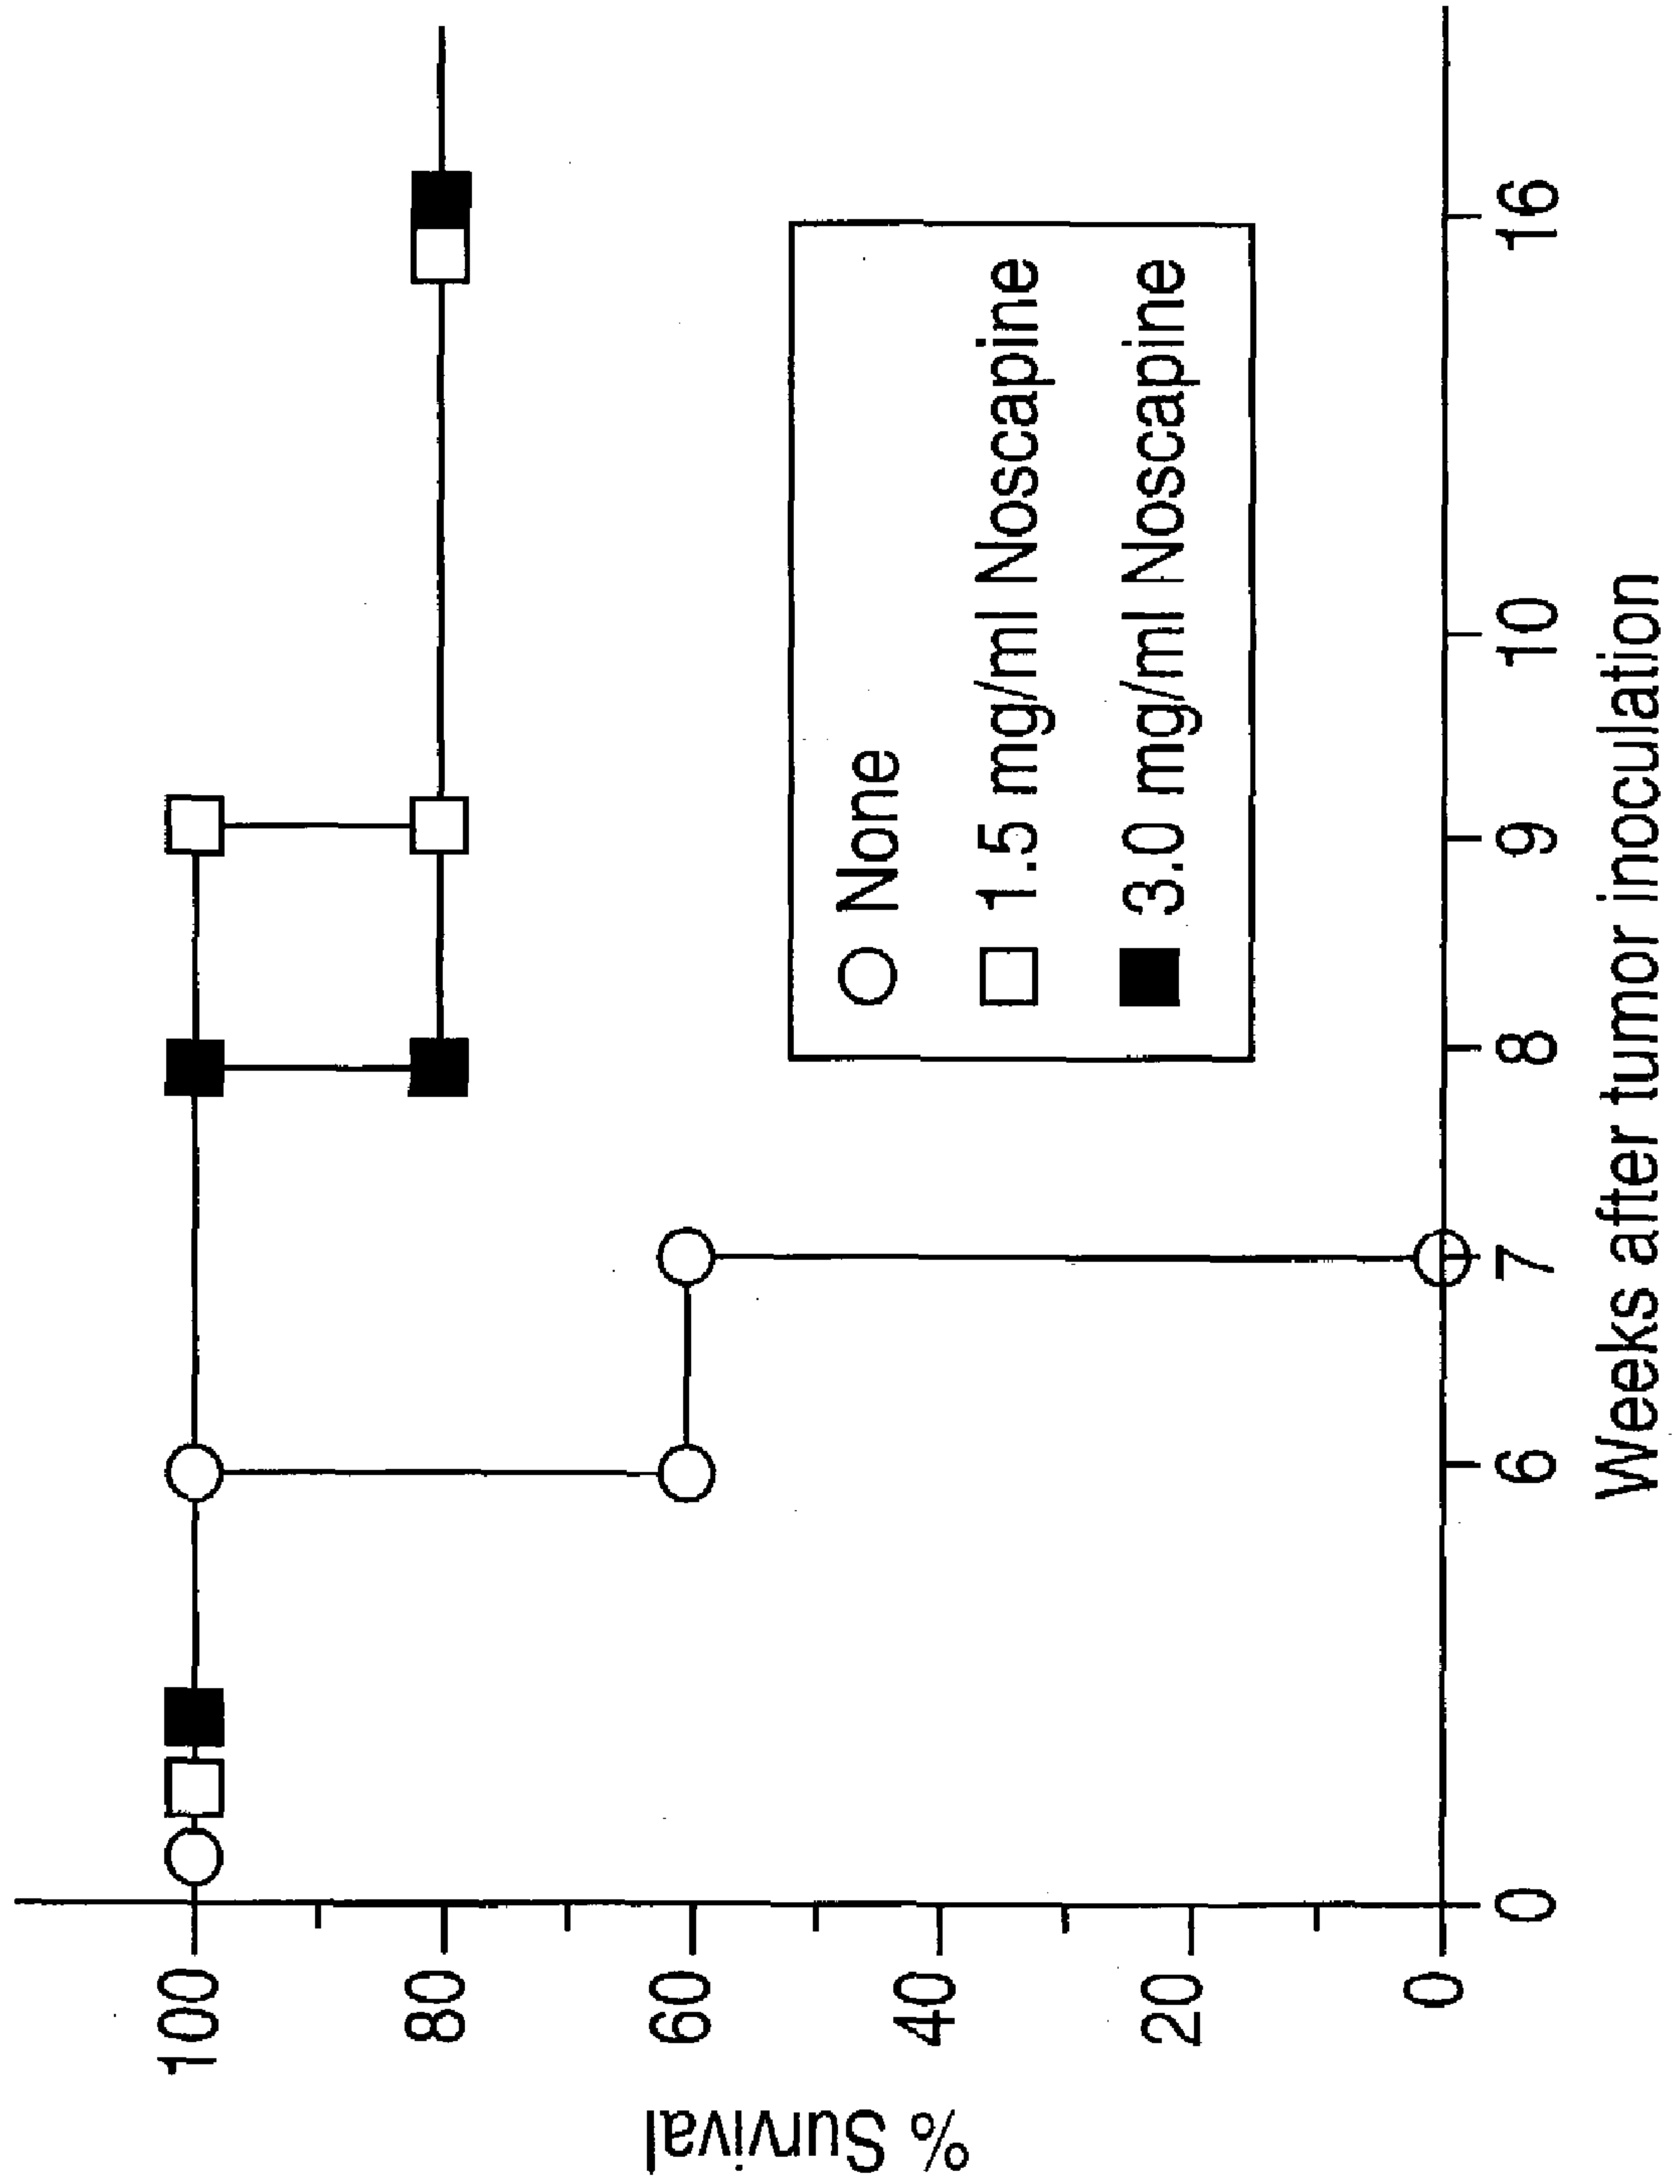 % Survival
100
80
60
40
20
0
None
1.5 mg/ml Noscapine
3.0 mg/ml Noscapine
0 6 7 8 9 10 16
Weeks after tumor inoculation